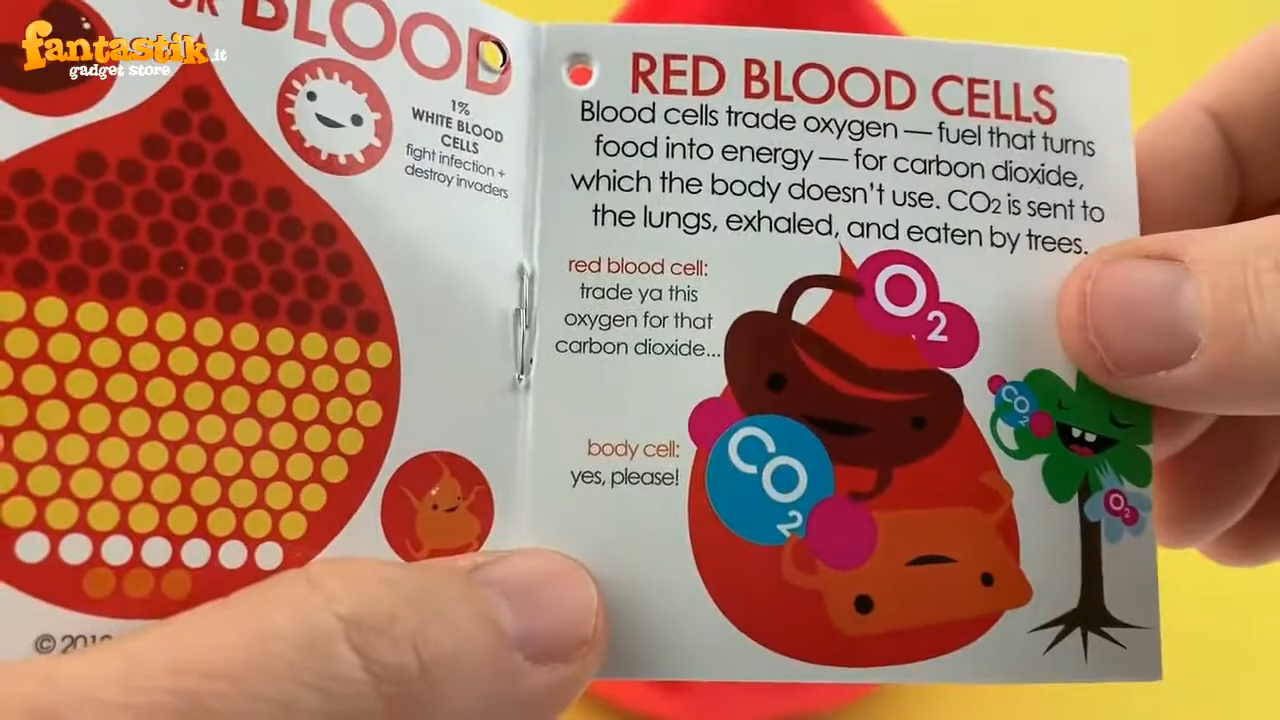 fantastik.it
gadget store
UR BLOOD
1%
WHITE BLOOD
CELLS
fight infection +
destroy invaders
© 2019
RED BLOOD CELLS
Blood cells trade oxygen — fuel that turns
food into energy — for carbon dioxide,
which the body doesn't use. CO2 is sent to
the lungs, exhaled, and eaten by trees.
red blood cell:
trade ya this
oxygen for that
carbon dioxide...
O2
CO2
body cell:
yes, please!
CO2
O2